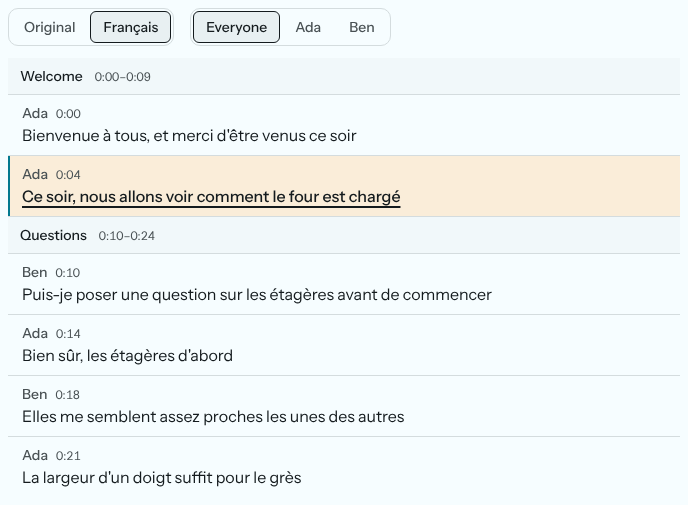 Original Français Everyone Ada Ben
Welcome 0:00–0:09
Ada 0:00
Bienvenue à tous, et merci d'être venus ce soir
Ada 0:04
Ce soir, nous allons voir comment le four est chargé
Questions 0:10–0:24
Ben 0:10
Puis-je poser une question sur les étagères avant de commencer
Ada 0:14
Bien sûr, les étagères d'abord
Ben 0:18
Elles me semblent assez proches les unes des autres
Ada 0:21
La largeur d'un doigt suffit pour le grès